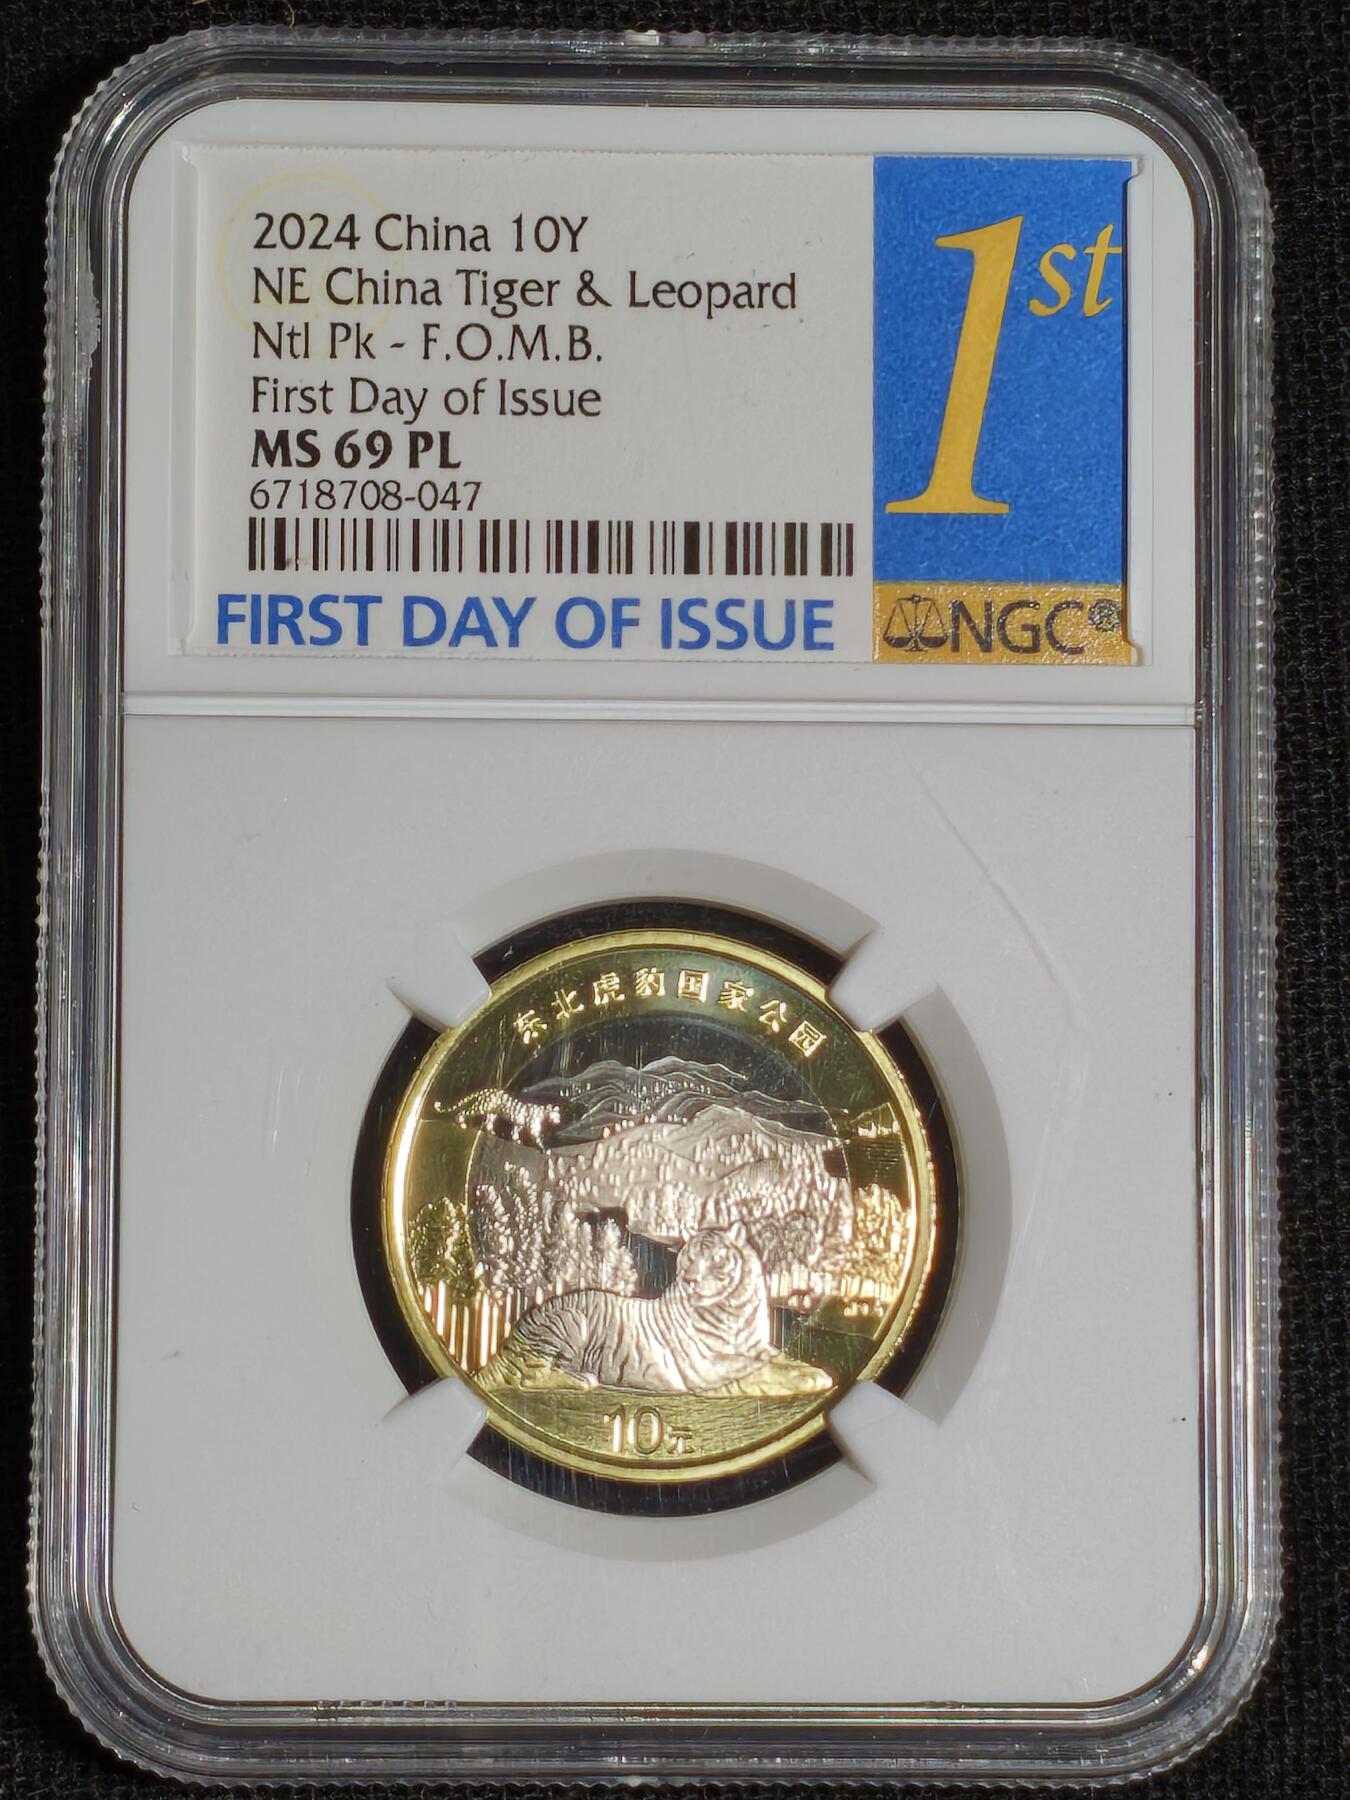 2024 China 10Y
NE China Tiger & Leopard
Ntl Pk - F.O.M.B.
First Day of Issue
MS 69 PL
6718708-047
FIRST DAY OF ISSUE
1st
NGC®
东北虎豹国家公园
10元